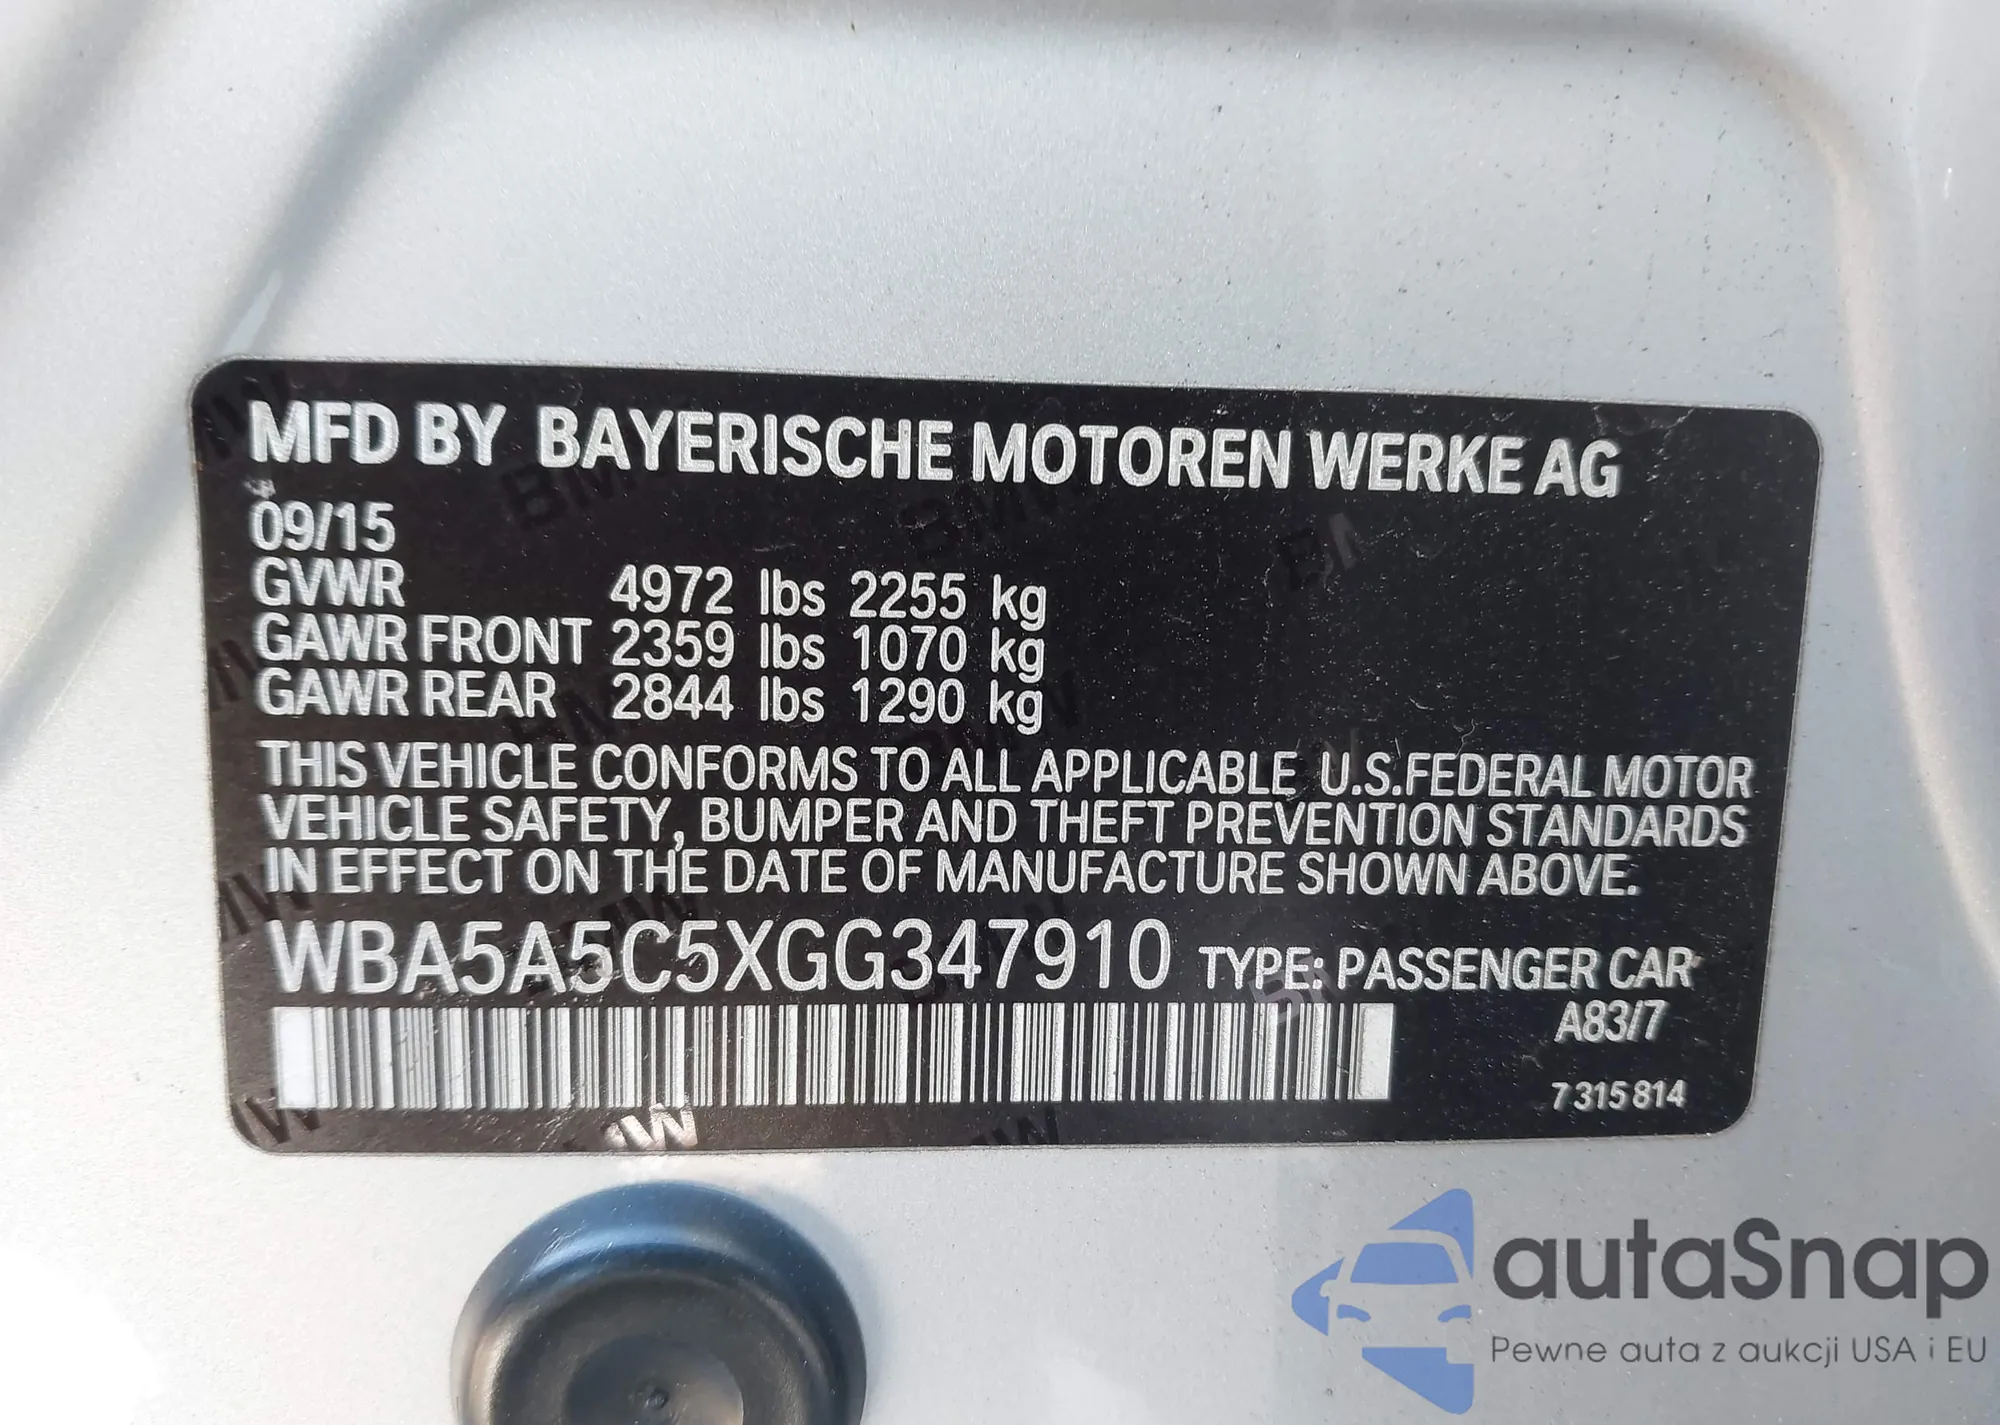 MFD BY BAYERISCHE MOTOREN WERKE AG
09/15
GVWR 4972 lbs 2255 kg
GAWR FRONT 2359 lbs 1070 kg
GAWR REAR 2844 lbs 1290 kg
THIS VEHICLE CONFORMS TO ALL APPLICABLE U.S.FEDERAL MOTOR
VEHICLE SAFETY, BUMPER AND THEFT PREVENTION STANDARDS
IN EFFECT ON THE DATE OF MANUFACTURE SHOWN ABOVE.
WBA5A5C5XGG347910 TYPE: PASSENGER CAR
A83/7
7 315 814
autaSnap
Pewne auta z aukcji USA i EU